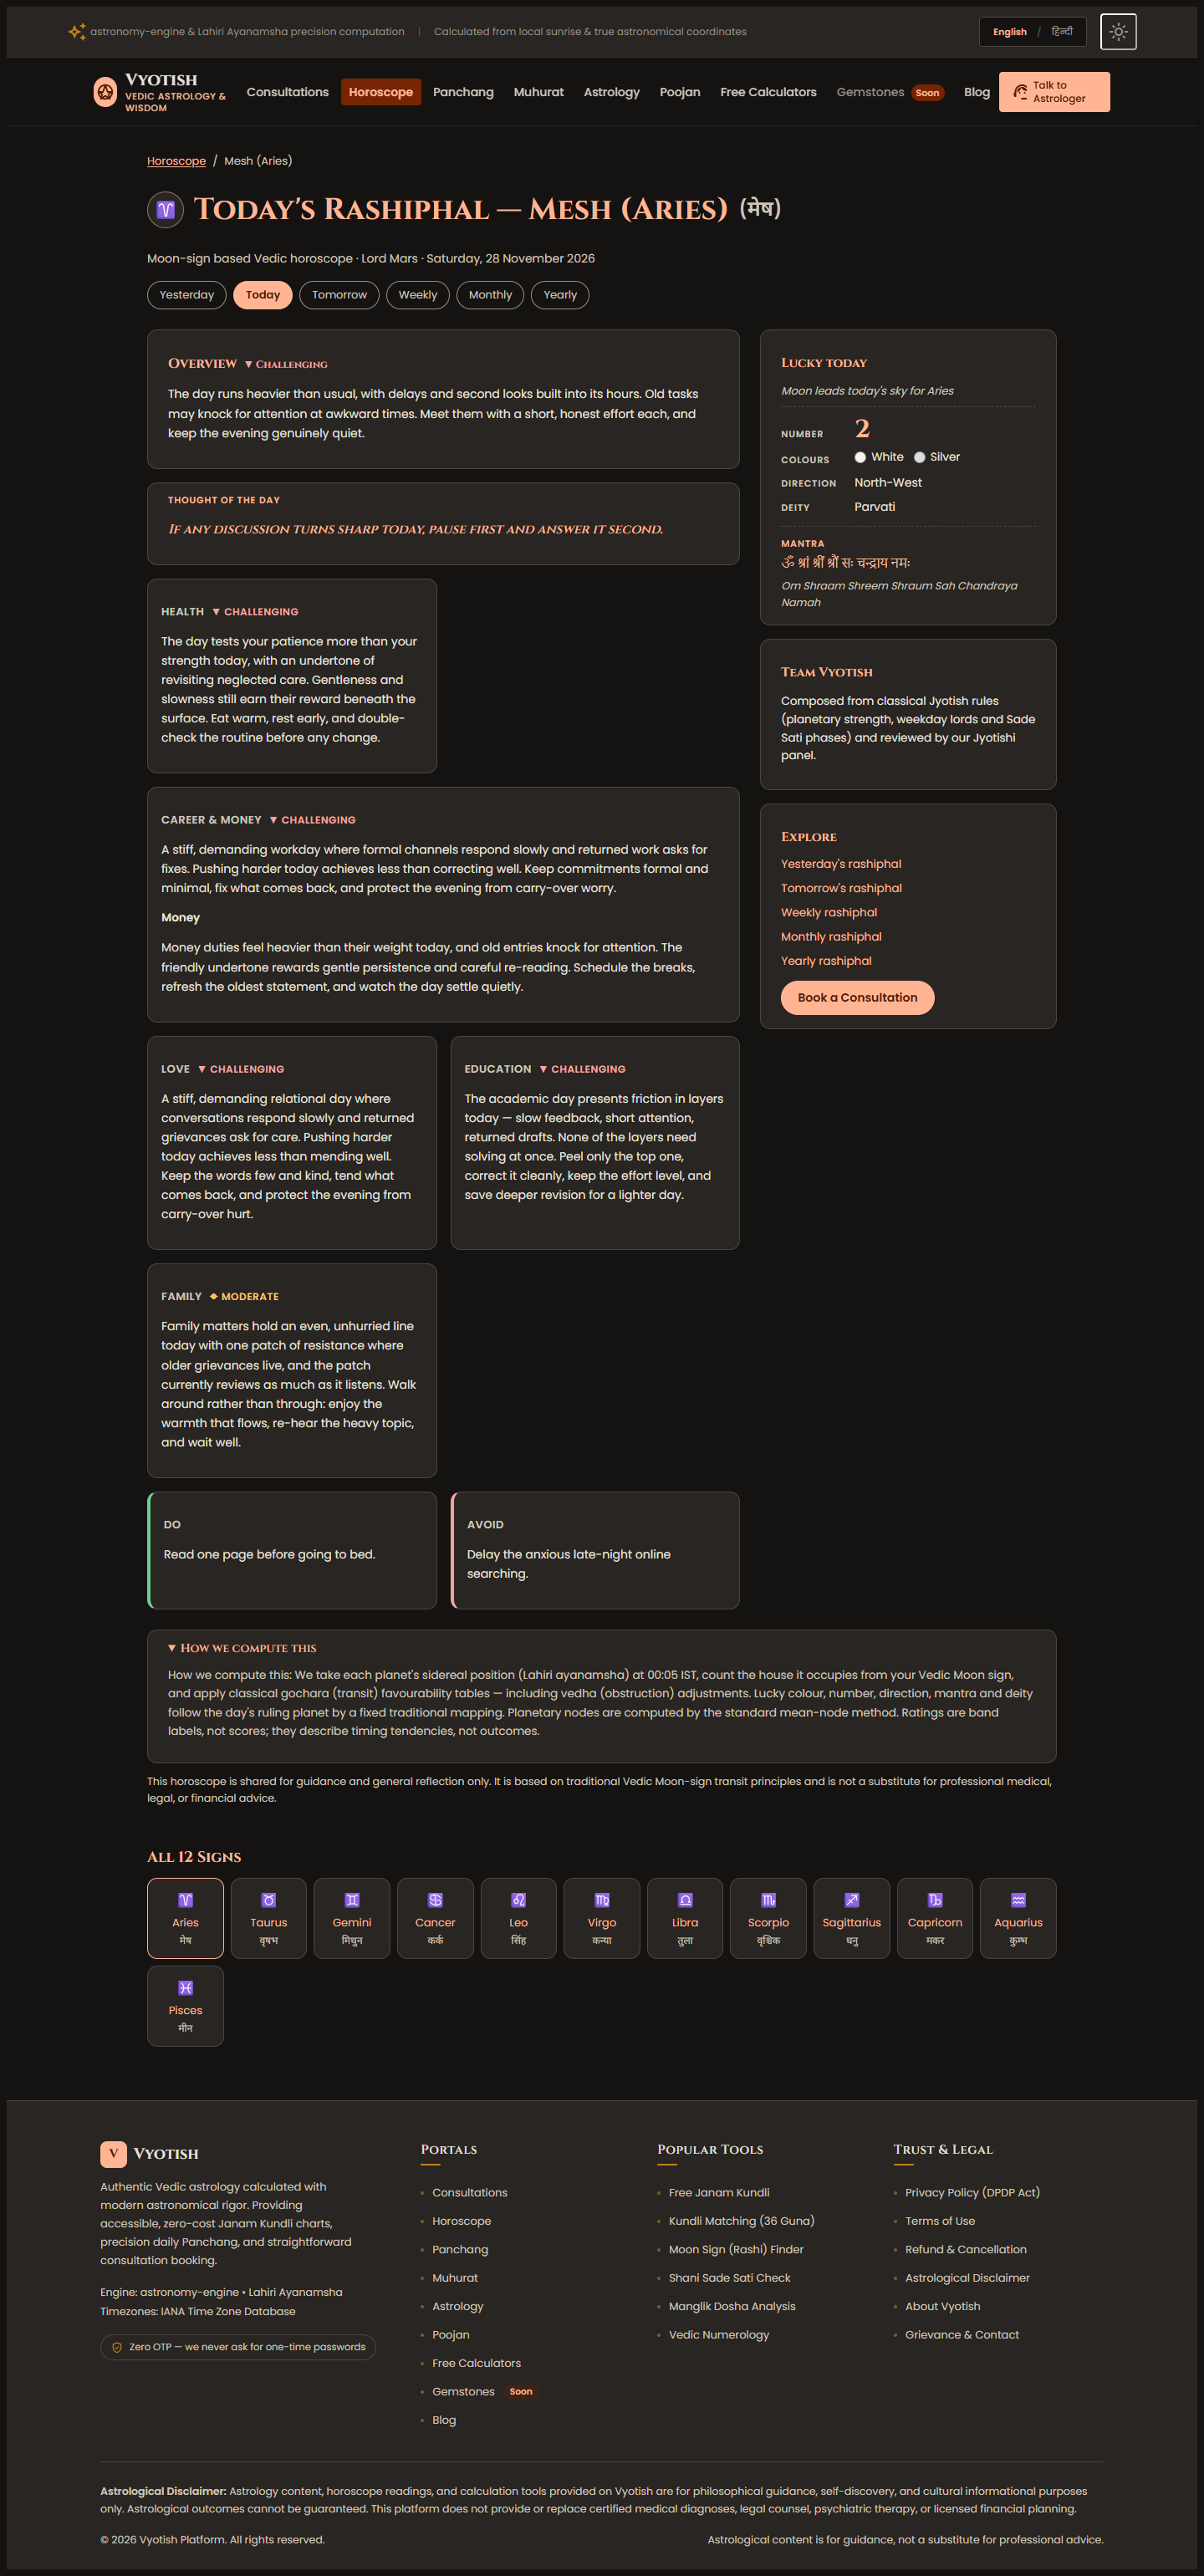 astronomy-engine & Lahiri Ayanamsha precision computation | Calculated from local sunrise & true astronomical coordinates
English / हिन्दी
Vyotish
VEDIC ASTROLOGY & WISDOM
Consultations Horoscope Panchang Muhurat Astrology Poojan Free Calculators Gemstones Soon Blog
Talk to Astrologer
Horoscope / Mesh (Aries)
♈ Today's Rashiphal — Mesh (Aries) (मेष)
Moon-sign based Vedic horoscope · Lord Mars · Saturday, 28 November 2026
Yesterday Today Tomorrow Weekly Monthly Yearly
Overview ▼ Challenging
The day runs heavier than usual, with delays and second looks built into its hours. Old tasks
may knock for attention at awkward times. Meet them with a short, honest effort each, and
keep the evening genuinely quiet.
THOUGHT OF THE DAY
If any discussion turns sharp today, pause first and answer it second.
HEALTH ▼ CHALLENGING
The day tests your patience more than your
strength today, with an undertone of
revisiting neglected care. Gentleness and
slowness still earn their reward beneath the
surface. Eat warm, rest early, and double-
check the routine before any change.
CAREER & MONEY ▼ CHALLENGING
A stiff, demanding workday where formal channels respond slowly and returned work asks for
fixes. Pushing harder today achieves less than correcting well. Keep commitments formal and
minimal, fix what comes back, and protect the evening from carry-over worry.
Money
Money duties feel heavier than their weight today, and old entries knock for attention. The
friendly undertone rewards gentle persistence and careful re-reading. Schedule the breaks,
refresh the oldest statement, and watch the day settle quietly.
LOVE ▼ CHALLENGING
A stiff, demanding relational day where
conversations respond slowly and returned
grievances ask for care. Pushing harder
today achieves less than mending well.
Keep the words few and kind, tend what
comes back, and protect the evening from
carry-over hurt.
EDUCATION ▼ CHALLENGING
The academic day presents friction in layers
today — slow feedback, short attention,
returned drafts. None of the layers need
solving at once. Peel only the top one,
correct it cleanly, keep the effort level, and
save deeper revision for a lighter day.
FAMILY ◆ MODERATE
Family matters hold an even, unhurried line
today with one patch of resistance where
older grievances live, and the patch
currently reviews as much as it listens. Walk
around rather than through: enjoy the
warmth that flows, re-hear the heavy topic,
and wait well.
DO
Read one page before going to bed.
AVOID
Delay the anxious late-night online
searching.
Lucky today
Moon leads today's sky for Aries
NUMBER 2
COLOURS White Silver
DIRECTION North-West
DEITY Parvati
MANTRA
ॐ श्रां श्रीं श्रौं सः चन्द्राय नमः
Om Shraam Shreem Shraum Sah Chandraya
Namah
Team Vyotish
Composed from classical Jyotish rules
(planetary strength, weekday lords and Sade
Sati phases) and reviewed by our Jyotishi
panel.
Explore
Yesterday's rashiphal
Tomorrow's rashiphal
Weekly rashiphal
Monthly rashiphal
Yearly rashiphal
Book a Consultation
▼ How we compute this
How we compute this: We take each planet's sidereal position (Lahiri ayanamsha) at 00:05 IST, count the house it occupies from your Vedic Moon sign,
and apply classical gochara (transit) favourability tables — including vedha (obstruction) adjustments. Lucky colour, number, direction, mantra and deity
follow the day's ruling planet by a fixed traditional mapping. Planetary nodes are computed by the standard mean-node method. Ratings are band
labels, not scores; they describe timing tendencies, not outcomes.
This horoscope is shared for guidance and general reflection only. It is based on traditional Vedic Moon-sign transit principles and is not a substitute for professional medical,
legal, or financial advice.
All 12 Signs
♈ ♉ ♊ ♋ ♌ ♍ ♎ ♏ ♐ ♑ ♒
Aries Taurus Gemini Cancer Leo Virgo Libra Scorpio Sagittarius Capricorn Aquarius
मेष वृषभ मिथुन कर्क सिंह कन्या तुला वृश्चिक धनु मकर कुम्भ
♓
Pisces
मीन
V Vyotish
Authentic Vedic astrology calculated with
modern astronomical rigor. Providing
accessible, zero-cost Janam Kundli charts,
precision daily Panchang, and straightforward
consultation booking.
Engine: astronomy-engine • Lahiri Ayanamsha
Timezones: IANA Time Zone Database
Zero OTP — we never ask for one-time passwords
Portals
Consultations
Horoscope
Panchang
Muhurat
Astrology
Poojan
Free Calculators
Gemstones Soon
Blog
Popular Tools
Free Janam Kundli
Kundli Matching (36 Guna)
Moon Sign (Rashi) Finder
Shani Sade Sati Check
Manglik Dosha Analysis
Vedic Numerology
Trust & Legal
Privacy Policy (DPDP Act)
Terms of Use
Refund & Cancellation
Astrological Disclaimer
About Vyotish
Grievance & Contact
Astrological Disclaimer: Astrology content, horoscope readings, and calculation tools provided on Vyotish are for philosophical guidance, self-discovery, and cultural informational purposes
only. Astrological outcomes cannot be guaranteed. This platform does not provide or replace certified medical diagnoses, legal counsel, psychiatric therapy, or licensed financial planning.
© 2026 Vyotish Platform. All rights reserved.
Astrological content is for guidance, not a substitute for professional advice.